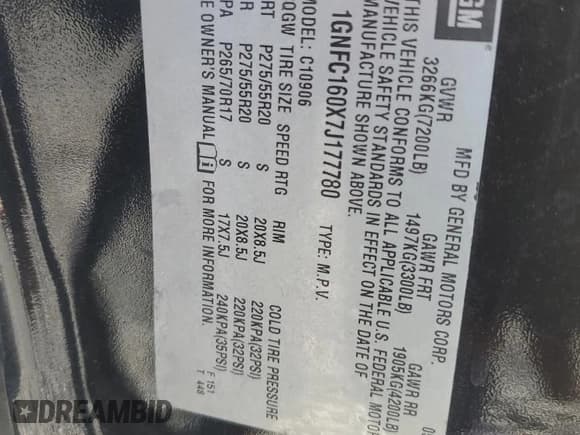 GM
MFD BY GENERAL MOTORS CORP.
GVWR GAWR FRT GAWR RR
3266KG(7200LB) 1497KG(3300LB) 1905KG(4200LB)
THIS VEHICLE CONFORMS TO ALL APPLICABLE U.S. FEDERAL MOTOR
VEHICLE SAFETY STANDARDS IN EFFECT ON THE DATE OF
MANUFACTURE SHOWN ABOVE.
1GNFC160X7J177780 TYPE: M.P.V.
MODEL: C10906
QGW TIRE SIZE SPEED RTG RIM COLD TIRE PRESSURE
RT P275/55R20 S 20X8.5J 220KPA(32PSI)
R P275/55R20 S 20X8.5J 220KPA(32PSI)
PA P265/70R17 S 17X7.5J 240KPA(35PSI)
E OWNER'S MANUAL i FOR MORE INFORMATION.
F 151
T 448
DREAMBID